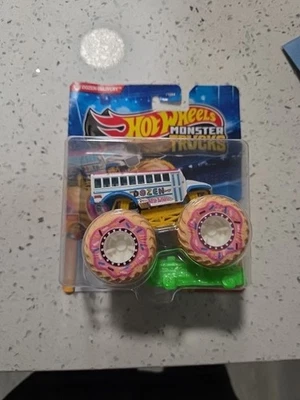 HOT WHEELS
MONSTER
TRUCKS
DOZEN